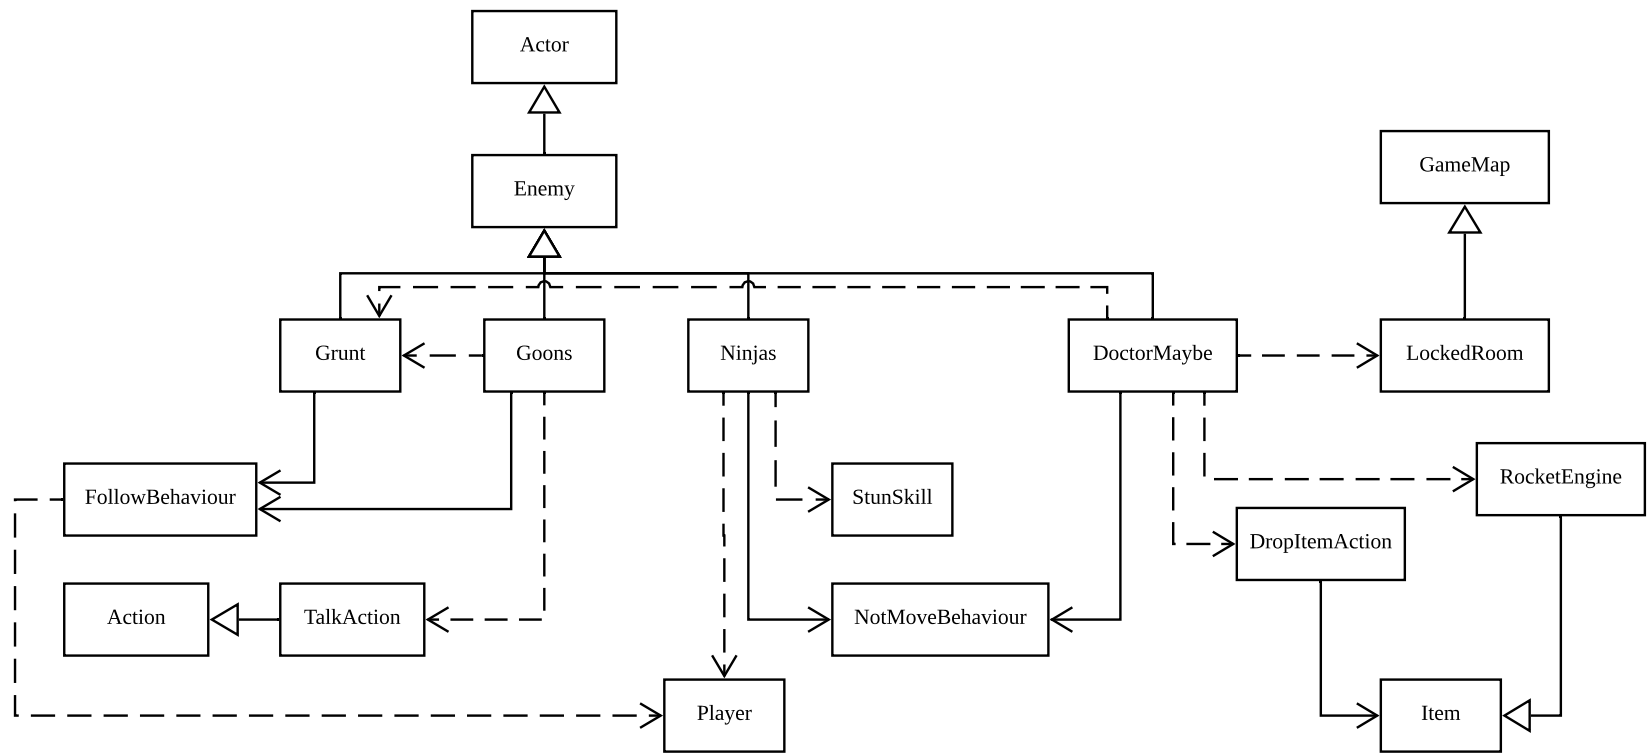 Actor
GameMap
Enemy
Grunt
Goons
Ninjas
DoctorMaybe
LockedRoom
FollowBehaviour
StunSkill
RocketEngine
DropItemAction
Action
TalkAction
NotMoveBehaviour
Player
Item